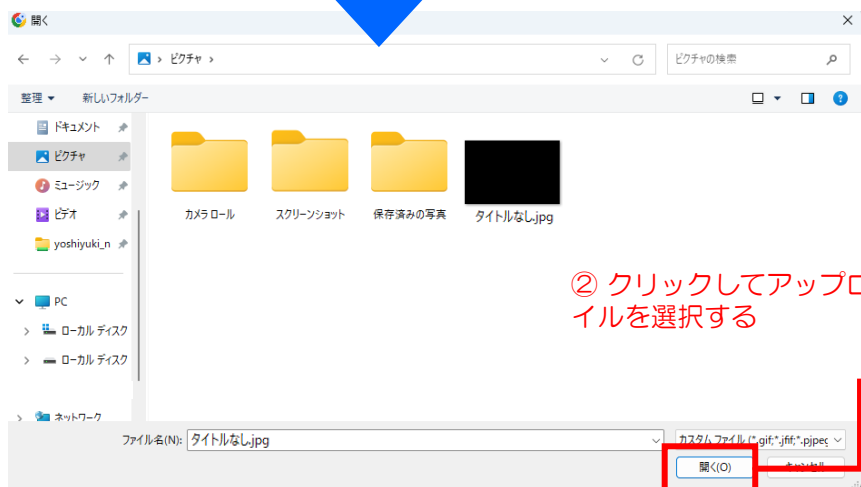 開く
ピクチャ
ピクチャの検索
整理
新しいフォルダー
ドキュメント
ピクチャ
ミュージック
ビデオ
yoshiyuki_n
カメラ ロール
スクリーンショット
保存済みの写真
タイトルなし.jpg
② クリックしてアップロ
イルを選択する
PC
ローカル ディスク
ローカル ディスク
ネットワーク
ファイル名(N):
タイトルなし.jpg
カスタム ファイル (*.gif;*.jfif;*.pjpeg
開く(O)
キャンセル